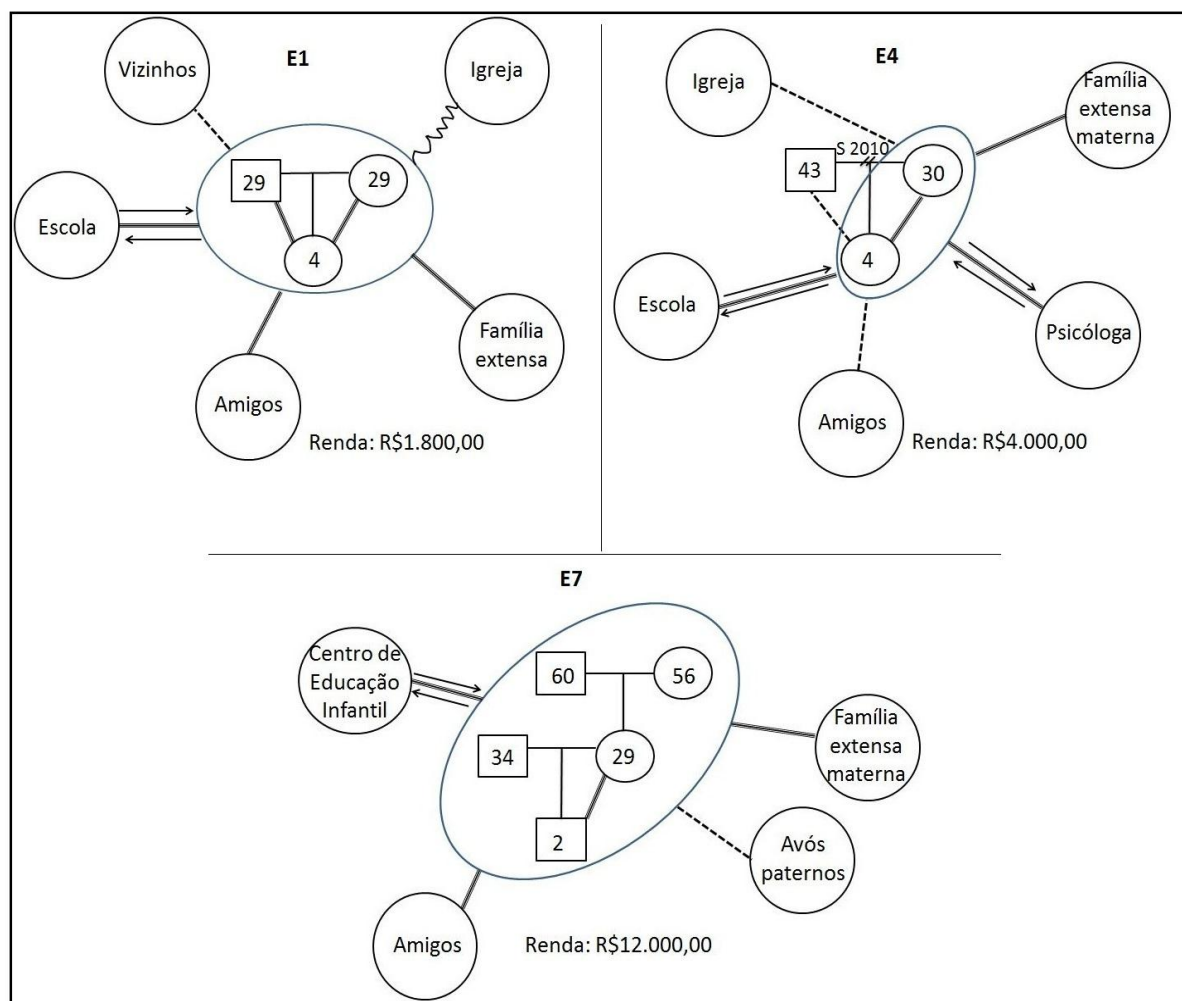 E1
Vizinhos
Igreja
29
29
Escola
4
Família
extensa
Amigos
Renda: R$1.800,00
E4
Igreja
Família
extensa
materna
S 2010
43
30
4
Escola
Psicóloga
Amigos
Renda: R$4.000,00
E7
Centro de
Educação
Infantil
60
56
34
29
2
Família
extensa
materna
Avós
paternos
Amigos
Renda: R$12.000,00